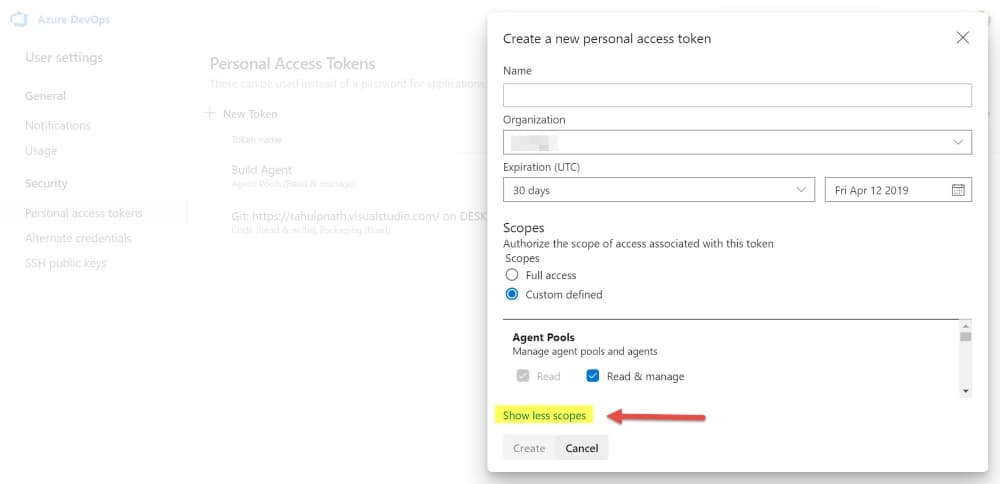 Azure DevOps
User settings
General
Notifications
Usage
Security
Personal access tokens
Alternate credentials
SSH public keys
Personal Access Tokens
These can be used instead of a password for applications
New Token
Token name
Build Agent
Agent Pools (Read & manage)
Git: https://rahulpnath.visualstudio.com/ on DESK
Code (Read & write); Packaging (Read)
Create a new personal access token
Name
Organization
Expiration (UTC)
30 days
Fri Apr 12 2019
Scopes
Authorize the scope of access associated with this token
Scopes
Full access
Custom defined
Agent Pools
Manage agent pools and agents
Read
Read & manage
Show less scopes
Create
Cancel